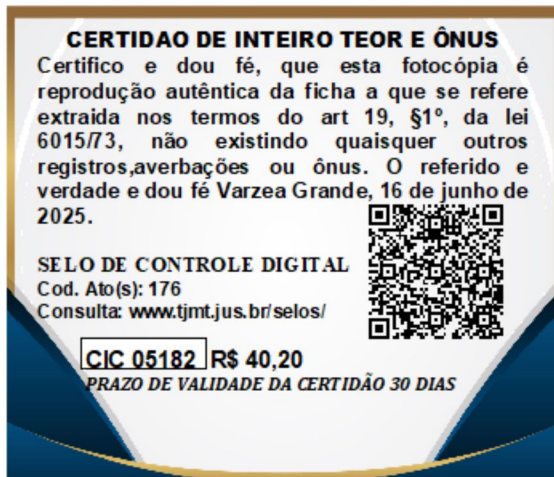 CERTIDAO DE INTEIRO TEOR E ÔNUS
Certifico e dou fé, que esta fotocópia é
reprodução autêntica da ficha a que se refere
extraida nos termos do art 19, §1º, da lei
6015/73, não existindo quaisquer outros
registros,averbações ou ônus. O referido e
verdade e dou fé Varzea Grande, 16 de junho de
2025.
SELO DE CONTROLE DIGITAL
Cod. Ato(s): 176
Consulta: www.tjmt.jus.br/selos/
CIC 05182 R$ 40,20
PRAZO DE VALIDADE DA CERTIDÃO 30 DIAS